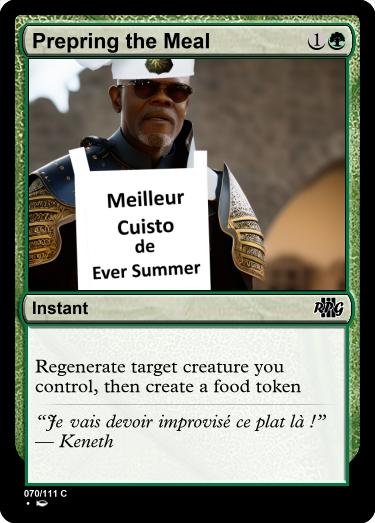 Prepring the Meal 1
Meilleur
Cuisto
de
Ever Summer
Instant
RPG
Regenerate target creature you
control, then create a food token
“Je vais devoir improvisé ce plat là !”
— Keneth
070/111 C